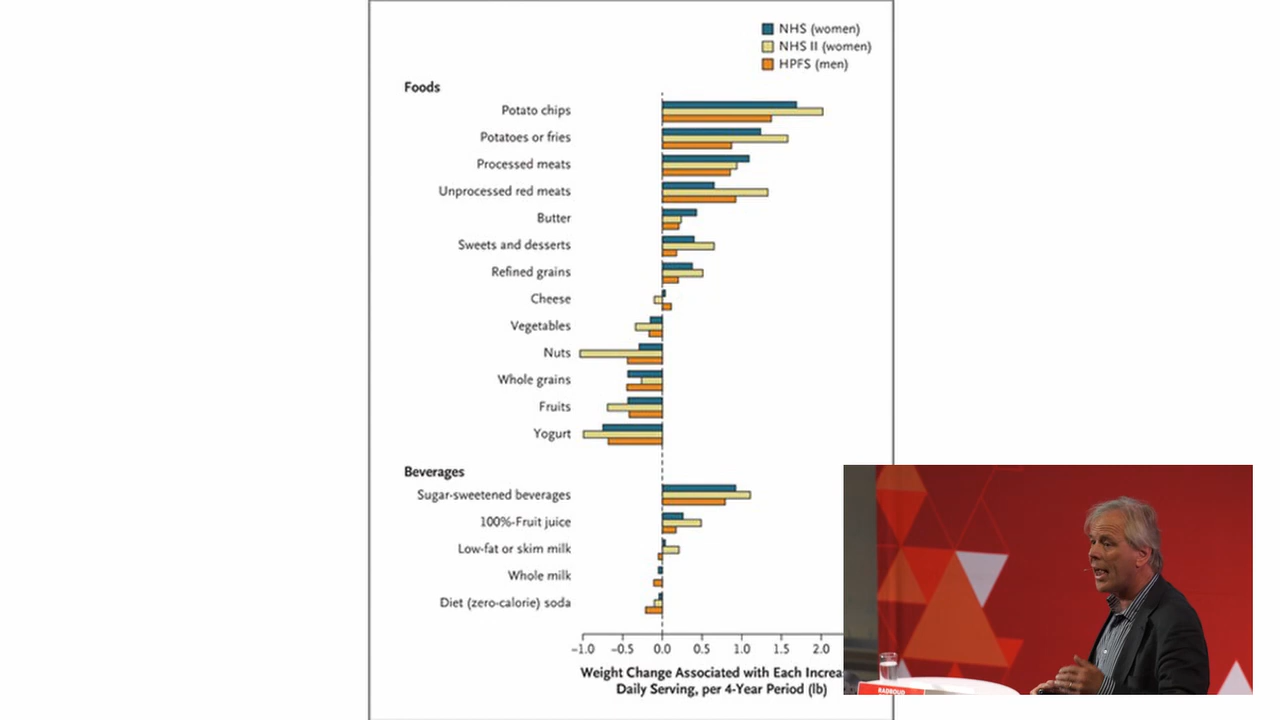 NHS (women)
NHS II (women)
HPFS (men)
Foods
Potato chips
Potatoes or fries
Processed meats
Unprocessed red meats
Butter
Sweets and desserts
Refined grains
Cheese
Vegetables
Nuts
Whole grains
Fruits
Yogurt
Beverages
Sugar-sweetened beverages
100%-Fruit juice
Low-fat or skim milk
Whole milk
Diet (zero-calorie) soda
−1.0 −0.5 0.0 0.5 1.0 1.5 2.0
Weight Change Associated with Each Increa
Daily Serving, per 4-Year Period (lb)
RADBOUD